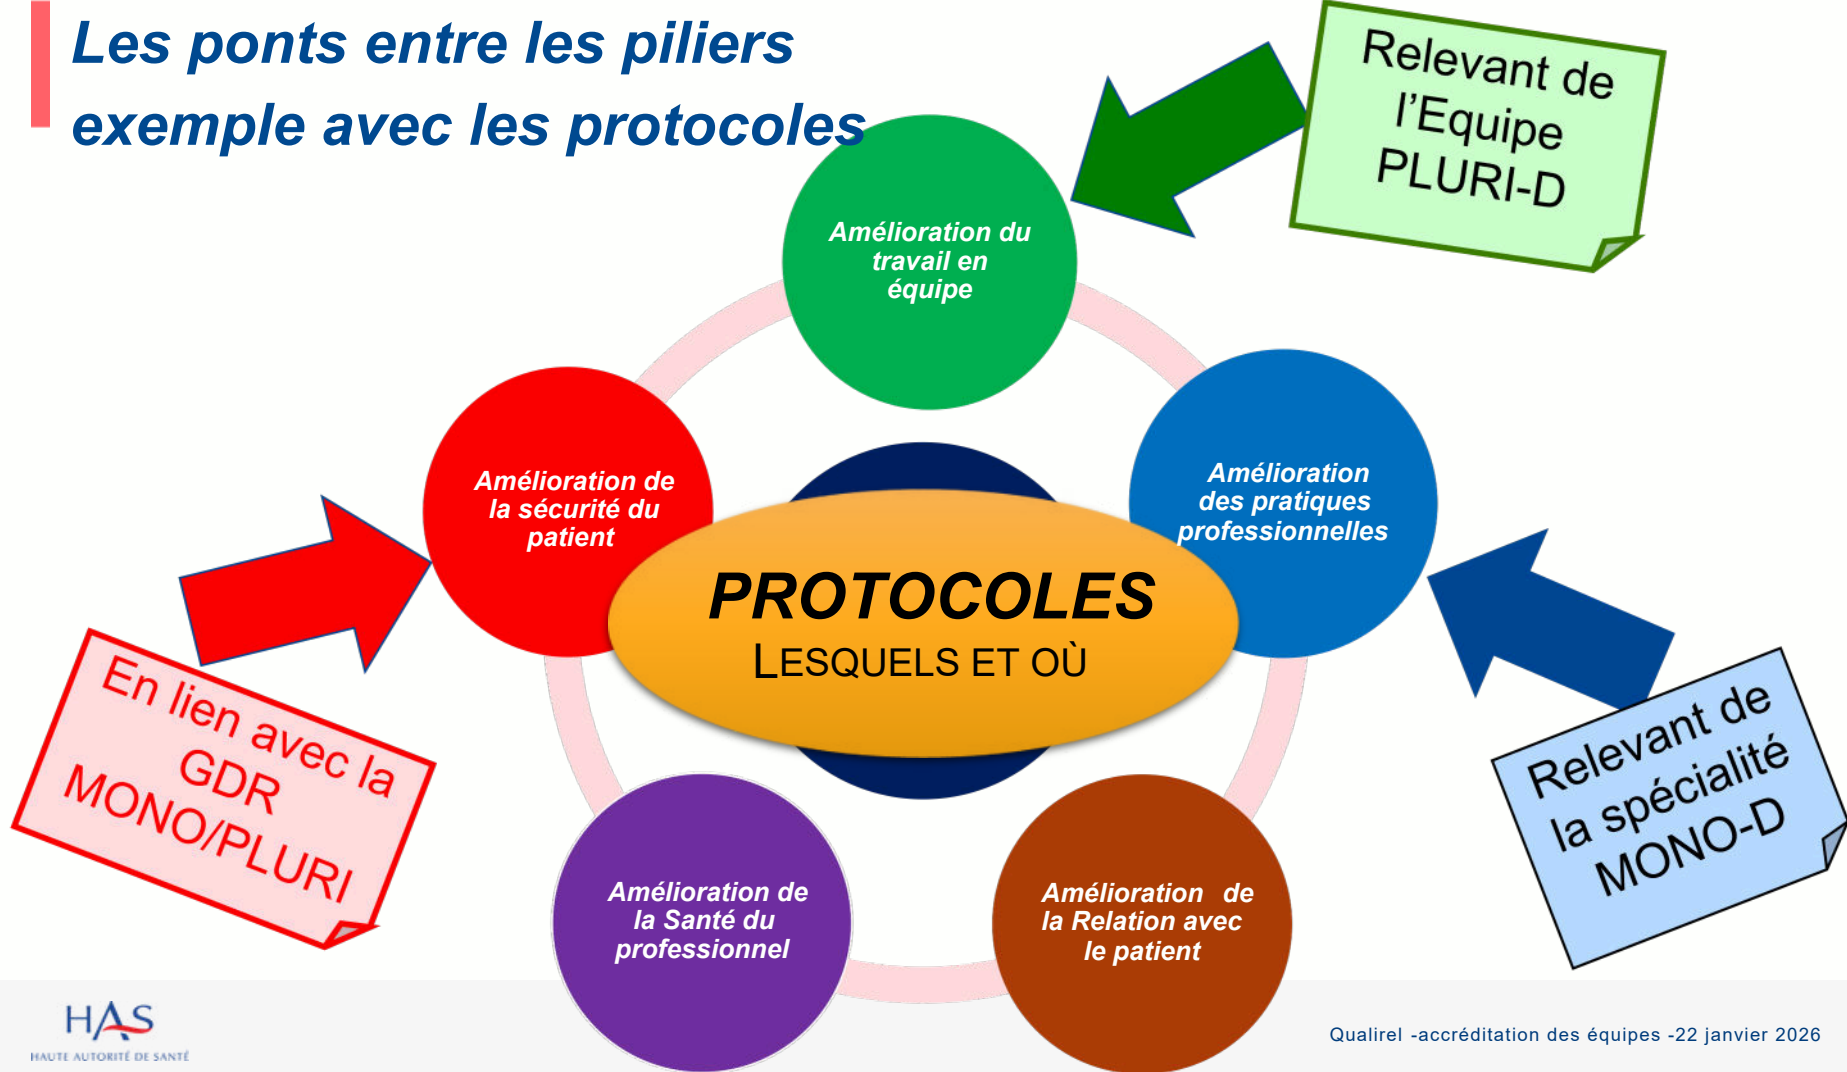 Les ponts entre les piliers
exemple avec les protocoles
Relevant de
l’Equipe
PLURI-D
Amélioration du
travail en
équipe
Amélioration de
la sécurité du
patient
Amélioration
des pratiques
professionnelles
PROTOCOLES
LESQUELS ET OÙ
En lien avec la
GDR
MONO/PLURI
Relevant de
la spécialité
MONO-D
Amélioration de
la Santé du
professionnel
Amélioration de
la Relation avec
le patient
HAS
HAUTE AUTORITÉ DE SANTÉ
Qualirel -accréditation des équipes -22 janvier 2026